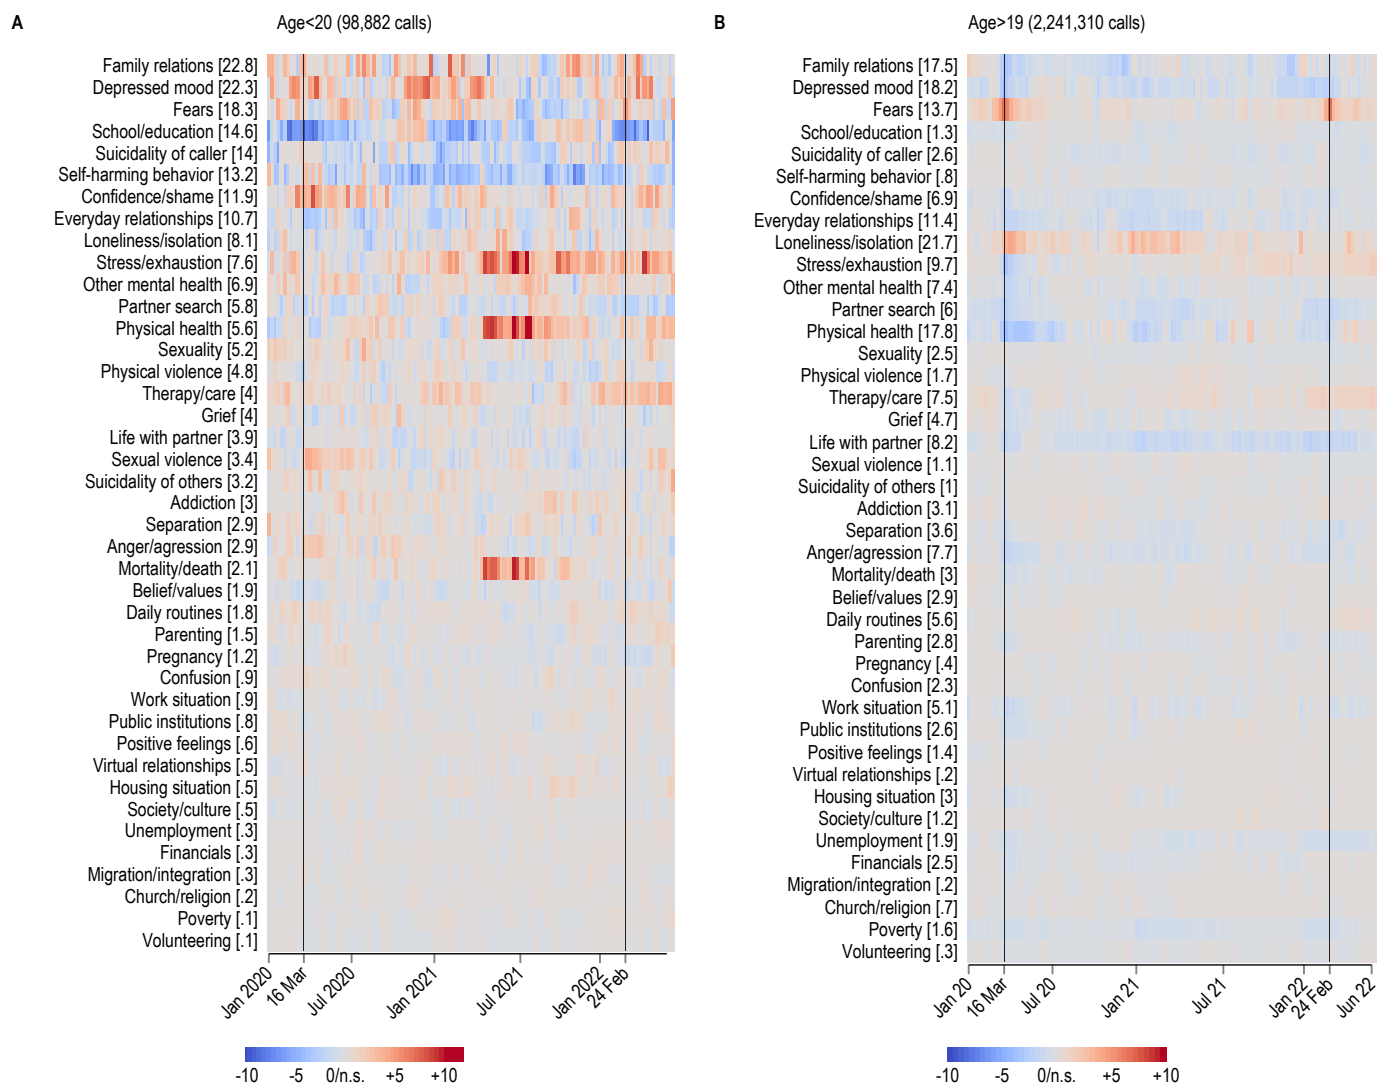 A
Age<20 (98,882 calls)
Family relations [22.8]
Depressed mood [22.3]
Fears [18.3]
School/education [14.6]
Suicidality of caller [14]
Self-harming behavior [13.2]
Confidence/shame [11.9]
Everyday relationships [10.7]
Loneliness/isolation [8.1]
Stress/exhaustion [7.6]
Other mental health [6.9]
Partner search [5.8]
Physical health [5.6]
Sexuality [5.2]
Physical violence [4.8]
Therapy/care [4]
Grief [4]
Life with partner [3.9]
Sexual violence [3.4]
Suicidality of others [3.2]
Addiction [3]
Separation [2.9]
Anger/agression [2.9]
Mortality/death [2.1]
Belief/values [1.9]
Daily routines [1.8]
Parenting [1.5]
Pregnancy [1.2]
Confusion [.9]
Work situation [.9]
Public institutions [.8]
Positive feelings [.6]
Virtual relationships [.5]
Housing situation [.5]
Society/culture [.5]
Unemployment [.3]
Financials [.3]
Migration/integration [.3]
Church/religion [.2]
Poverty [.1]
Volunteering [.1]
Jan 2020
16 Mar
Jul 2020
Jan 2021
Jul 2021
Jan 2022
24 Feb
-10 -5 0/n.s. +5 +10
B
Age>19 (2,241,310 calls)
Family relations [17.5]
Depressed mood [18.2]
Fears [13.7]
School/education [1.3]
Suicidality of caller [2.6]
Self-harming behavior [.8]
Confidence/shame [6.9]
Everyday relationships [11.4]
Loneliness/isolation [21.7]
Stress/exhaustion [9.7]
Other mental health [7.4]
Partner search [6]
Physical health [17.8]
Sexuality [2.5]
Physical violence [1.7]
Therapy/care [7.5]
Grief [4.7]
Life with partner [8.2]
Sexual violence [1.1]
Suicidality of others [1]
Addiction [3.1]
Separation [3.6]
Anger/agression [7.7]
Mortality/death [3]
Belief/values [2.9]
Daily routines [5.6]
Parenting [2.8]
Pregnancy [.4]
Confusion [2.3]
Work situation [5.1]
Public institutions [2.6]
Positive feelings [1.4]
Virtual relationships [.2]
Housing situation [3]
Society/culture [1.2]
Unemployment [1.9]
Financials [2.5]
Migration/integration [.2]
Church/religion [.7]
Poverty [1.6]
Volunteering [.3]
Jan 20
16 Mar
Jul 20
Jan 21
Jul 21
Jan 22
24 Feb
Jun 22
-10 -5 0/n.s. +5 +10